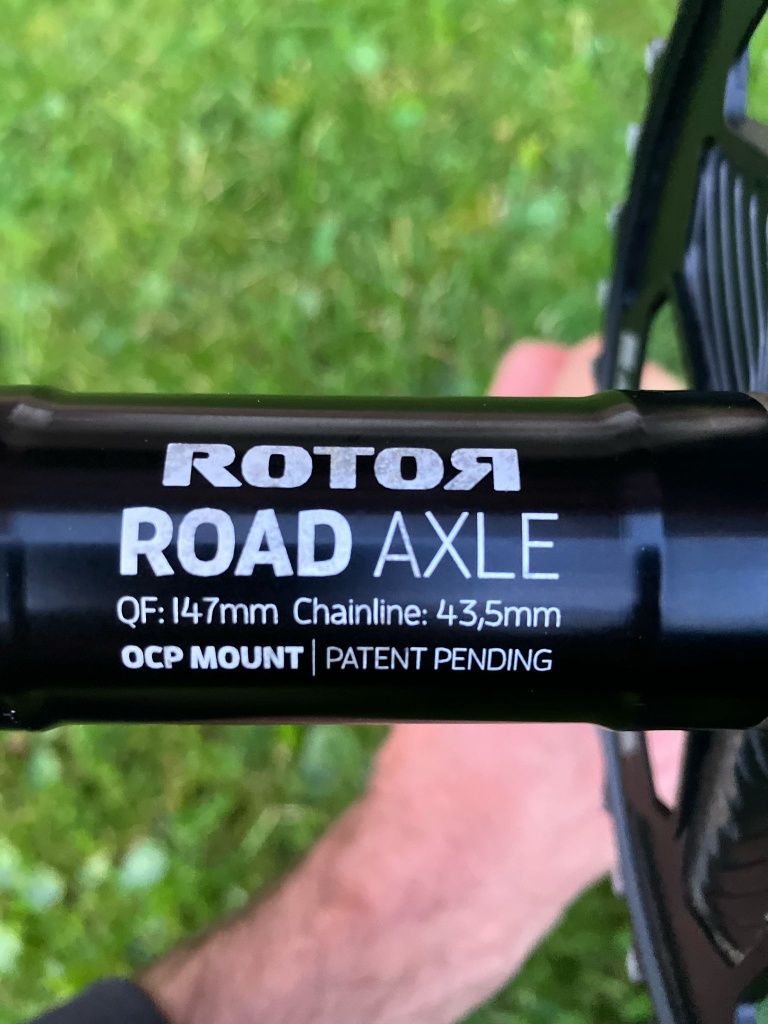 ROTOR
ROAD AXLE
QF: 147mm Chainline: 43,5mm
OCP MOUNT | PATENT PENDING